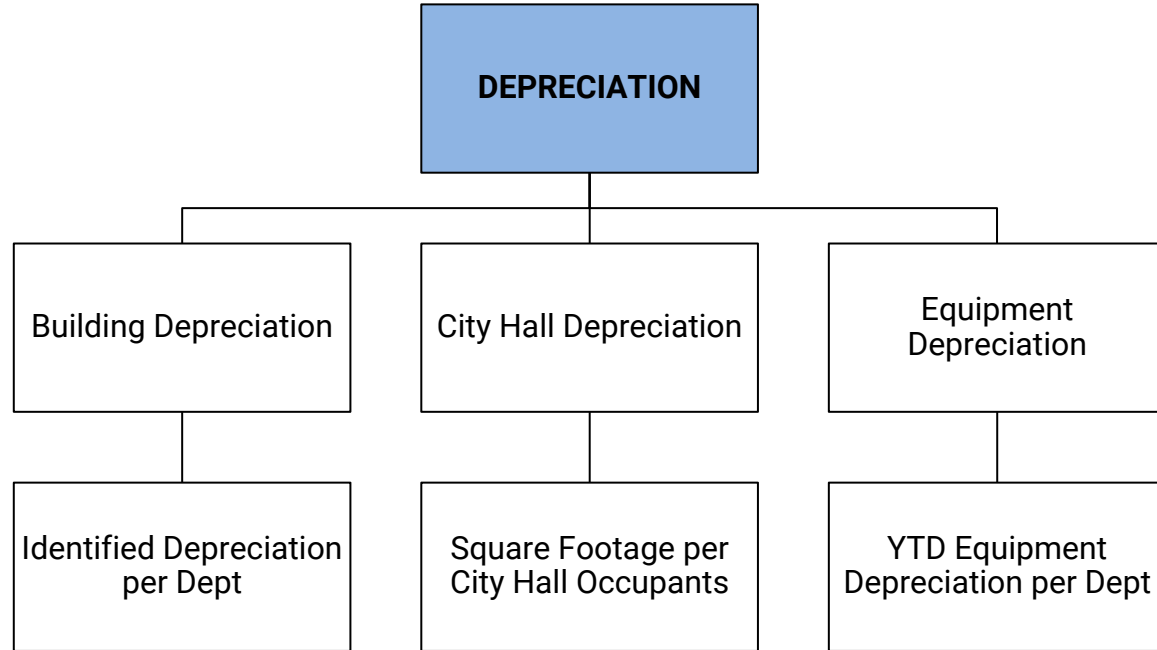 DEPRECIATION
Building Depreciation
City Hall Depreciation
Equipment
Depreciation
Identified Depreciation
per Dept
Square Footage per
City Hall Occupants
YTD Equipment
Depreciation per Dept